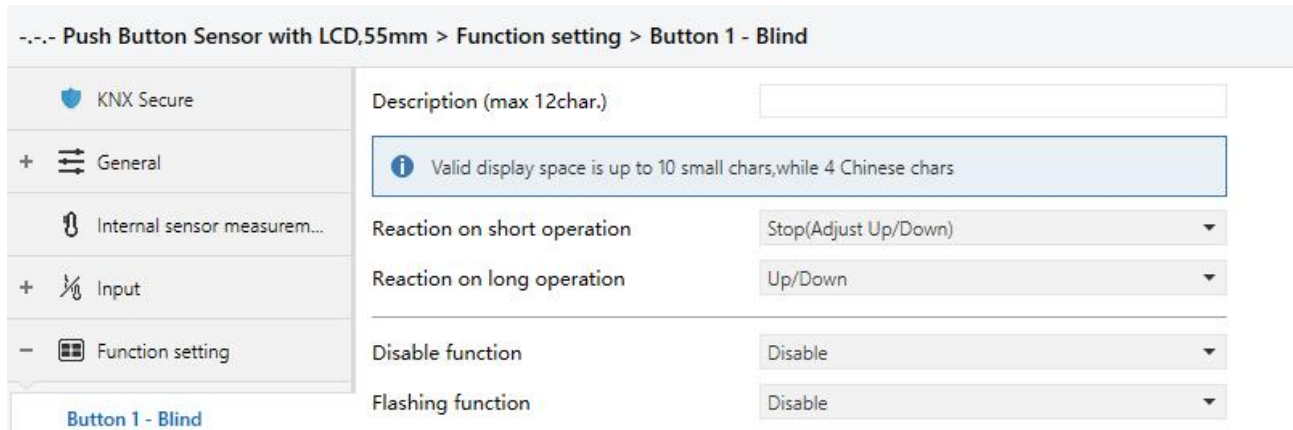 -.-.- Push Button Sensor with LCD,55mm > Function setting > Button 1 - Blind
KNX Secure
+ General
Internal sensor measurem...
+ Input
− Function setting
Button 1 - Blind
Description (max 12char.)
Valid display space is up to 10 small chars,while 4 Chinese chars
Reaction on short operation Stop(Adjust Up/Down)
Reaction on long operation Up/Down
Disable function Disable
Flashing function Disable